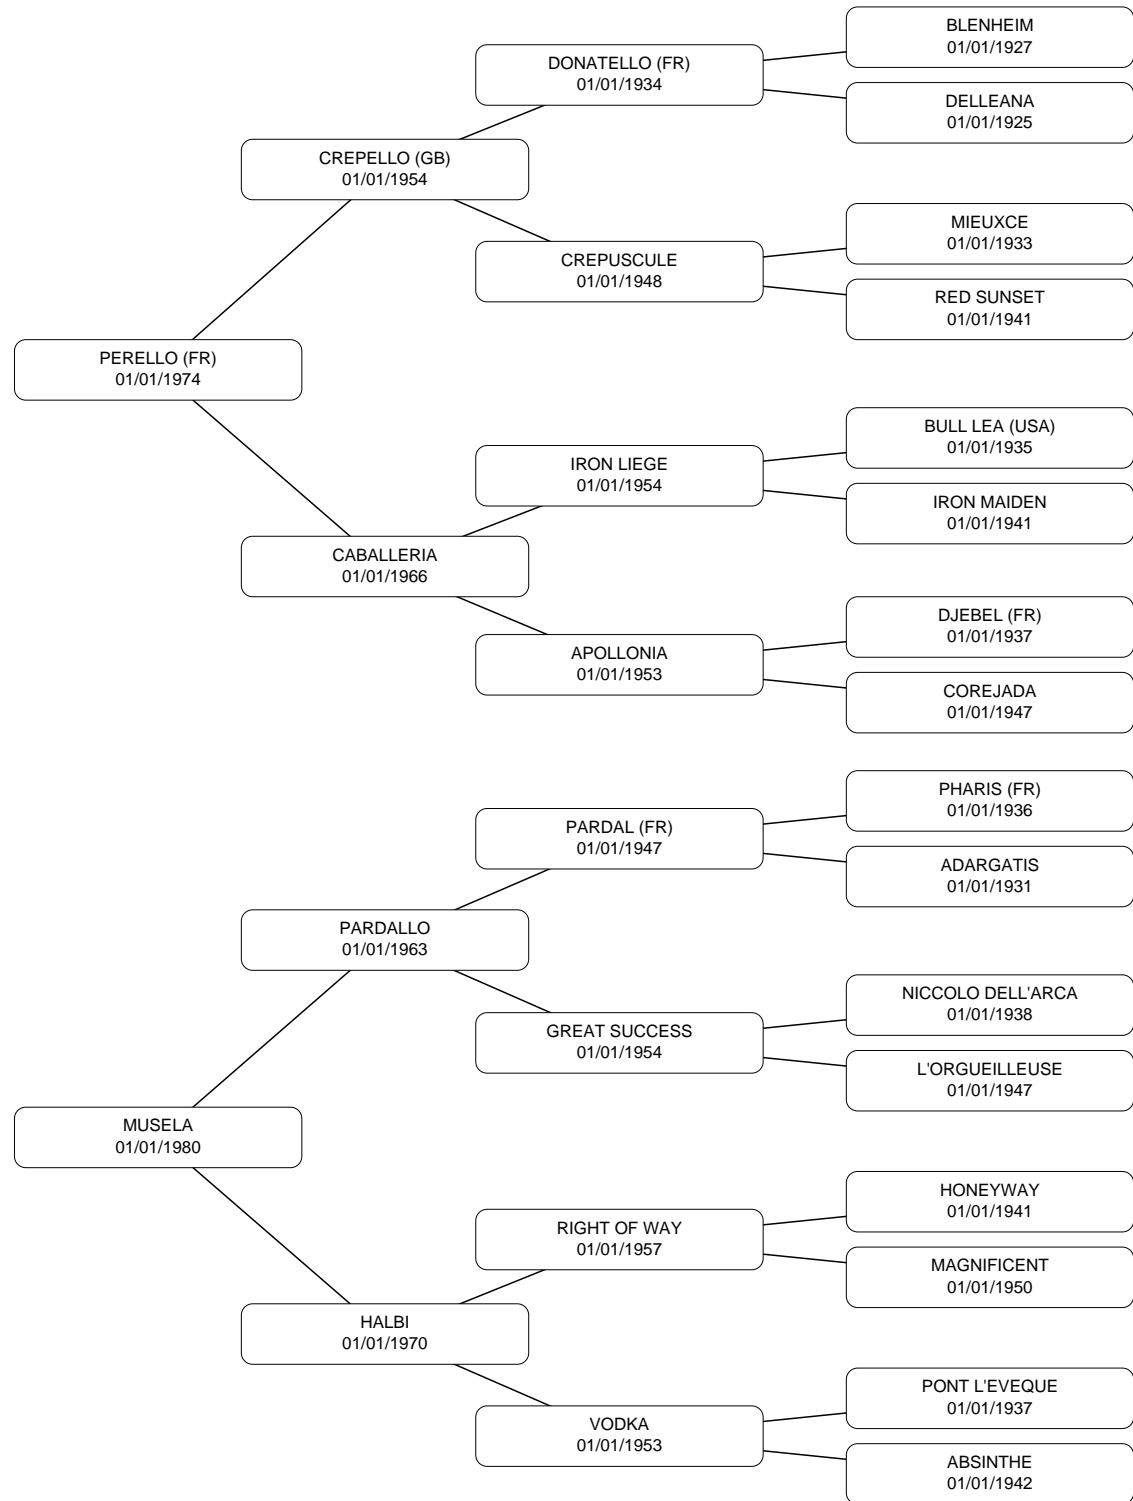 BLENHEIM
01/01/1927
DONATELLO (FR)
01/01/1934
DELLEANA
01/01/1925
CREPELLO (GB)
01/01/1954
MIEUXCE
01/01/1933
CREPUSCULE
01/01/1948
RED SUNSET
01/01/1941
PERELLO (FR)
01/01/1974
BULL LEA (USA)
01/01/1935
IRON LIEGE
01/01/1954
IRON MAIDEN
01/01/1941
CABALLERIA
01/01/1966
DJEBEL (FR)
01/01/1937
APOLLONIA
01/01/1953
COREJADA
01/01/1947
PHARIS (FR)
01/01/1936
PARDAL (FR)
01/01/1947
ADARGATIS
01/01/1931
PARDALLO
01/01/1963
NICCOLO DELL'ARCA
01/01/1938
GREAT SUCCESS
01/01/1954
L'ORGUEILLEUSE
01/01/1947
MUSELA
01/01/1980
HONEYWAY
01/01/1941
RIGHT OF WAY
01/01/1957
MAGNIFICENT
01/01/1950
HALBI
01/01/1970
PONT L'EVEQUE
01/01/1937
VODKA
01/01/1953
ABSINTHE
01/01/1942